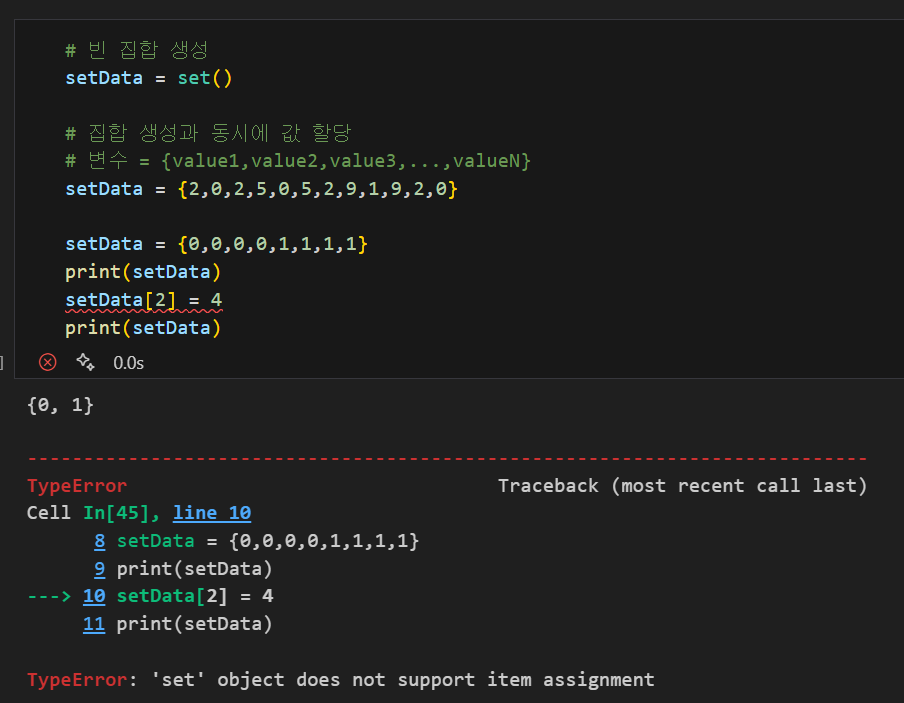 # 빈 집합 생성
setData = set()
# 집합 생성과 동시에 값 할당
# 변수 = {value1,value2,value3,...,valueN}
setData = {2,0,2,5,0,5,2,9,1,9,2,0}
setData = {0,0,0,0,1,1,1,1}
print(setData)
setData[2] = 4
print(setData)
] 0.0s
{0, 1}
---------------------------------------------------------------------------
TypeError                                 Traceback (most recent call last)
Cell In[45], line 10
      8 setData = {0,0,0,0,1,1,1,1}
      9 print(setData)
---> 10 setData[2] = 4
     11 print(setData)
TypeError: 'set' object does not support item assignment